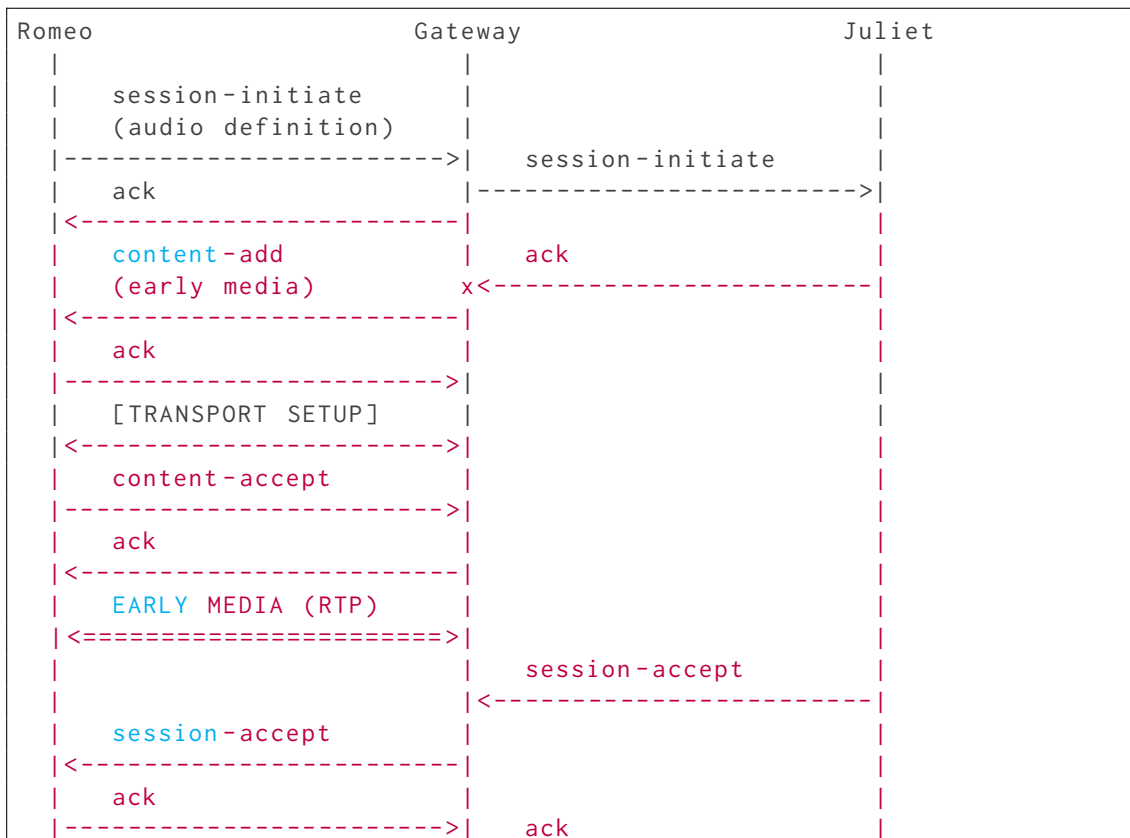 Romeo                    Gateway                    Juliet
  |                         |                          |
  |   session-initiate      |                          |
  |   (audio definition)    |                          |
  |------------------------>|   session-initiate       |
  |   ack                   |------------------------->|
  |<------------------------|                          |
  |   content-add           |   ack                    |
  |   (early media)         x<-------------------------|
  |<------------------------|                          |
  |   ack                   |                          |
  |------------------------>|                          |
  |   [TRANSPORT SETUP]     |                          |
  |<----------------------->|                          |
  |   content-accept        |                          |
  |------------------------>|                          |
  |   ack                   |                          |
  |<------------------------|                          |
  |   EARLY MEDIA (RTP)     |                          |
  |<=======================>|                          |
  |                         |   session-accept         |
  |                         |<-------------------------|
  |   session-accept        |                          |
  |<------------------------|                          |
  |   ack                   |                          |
  |------------------------>|   ack                    |